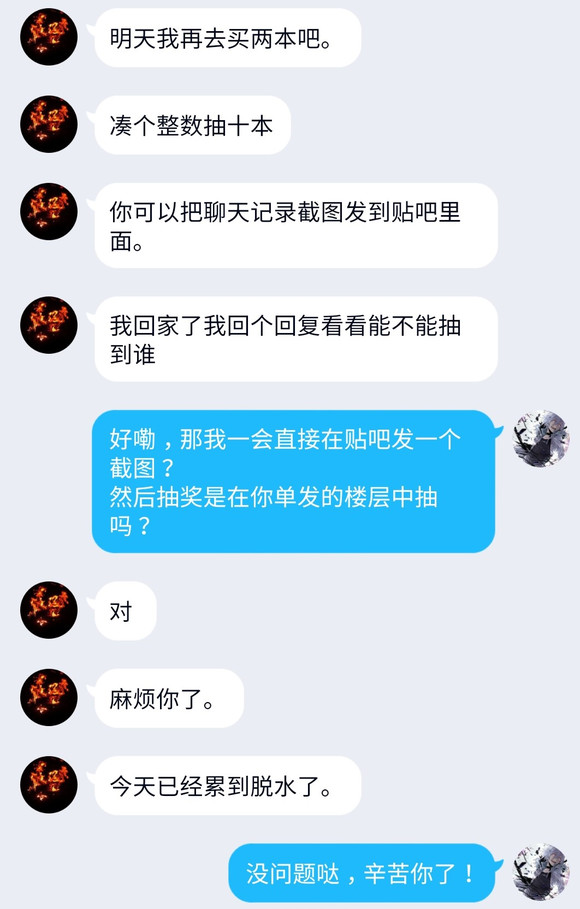 明天我再去买两本吧。
凑个整数抽十本
你可以把聊天记录截图发到贴吧里
面。
我回家了我回个回复看看能不能抽
到谁
好嘞，那我一会直接在贴吧发一个
截图？
然后抽奖是在你单发的楼层中抽
吗？
对
麻烦你了。
今天已经累到脱水了。
没问题哒，辛苦你了！